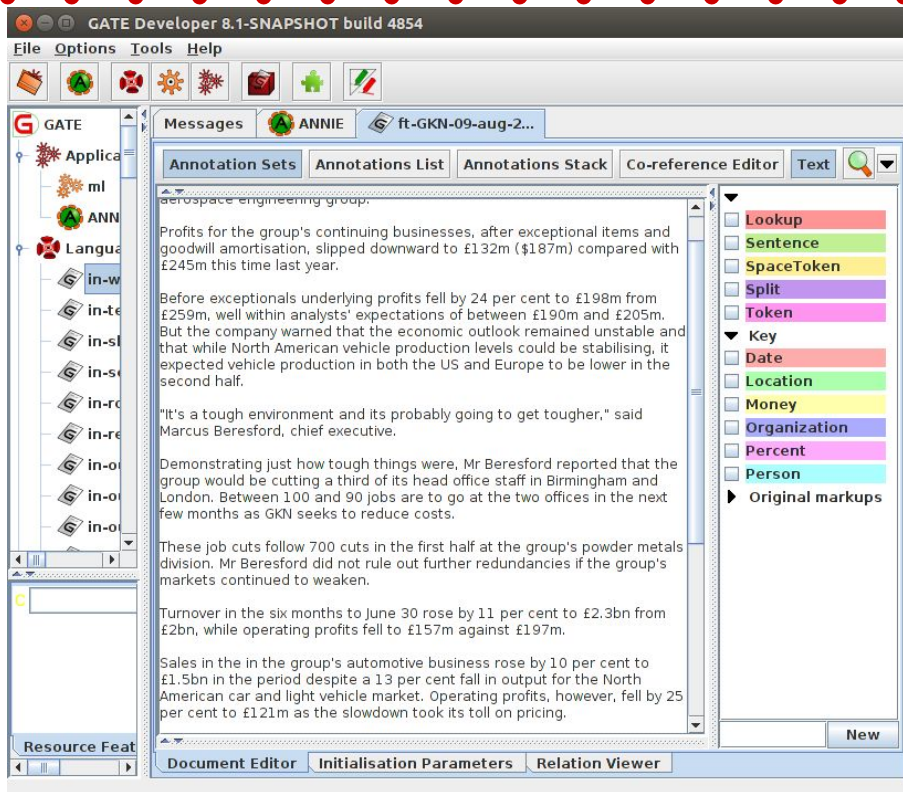 GATE Developer 8.1-SNAPSHOT build 4854
File Options Tools Help
GATE
Applica
ml
ANN
Langua
in-w
in-te
in-sl
in-se
in-ro
in-re
in-ou
in-ou
in-ou
C
Resource Feat
Messages ANNIE ft-GKN-09-aug-2...
Annotation Sets Annotations List Annotations Stack Co-reference Editor Text
aerospace engineering group.
Profits for the group's continuing businesses, after exceptional items and
goodwill amortisation, slipped downward to £132m ($187m) compared with
£245m this time last year.
Before exceptionals underlying profits fell by 24 per cent to £198m from
£259m, well within analysts' expectations of between £190m and £205m.
But the company warned that the economic outlook remained unstable and
that while North American vehicle production levels could be stabilising, it
expected vehicle production in both the US and Europe to be lower in the
second half.
"It's a tough environment and its probably going to get tougher," said
Marcus Beresford, chief executive.
Demonstrating just how tough things were, Mr Beresford reported that the
group would be cutting a third of its head office staff in Birmingham and
London. Between 100 and 90 jobs are to go at the two offices in the next
few months as GKN seeks to reduce costs.
These job cuts follow 700 cuts in the first half at the group's powder metals
division. Mr Beresford did not rule out further redundancies if the group's
markets continued to weaken.
Turnover in the six months to June 30 rose by 11 per cent to £2.3bn from
£2bn, while operating profits fell to £157m against £197m.
Sales in the in the group's automotive business rose by 10 per cent to
£1.5bn in the period despite a 13 per cent fall in output for the North
American car and light vehicle market. Operating profits, however, fell by 25
per cent to £121m as the slowdown took its toll on pricing.
Lookup
Sentence
SpaceToken
Split
Token
Key
Date
Location
Money
Organization
Percent
Person
Original markups
New
Document Editor Initialisation Parameters Relation Viewer